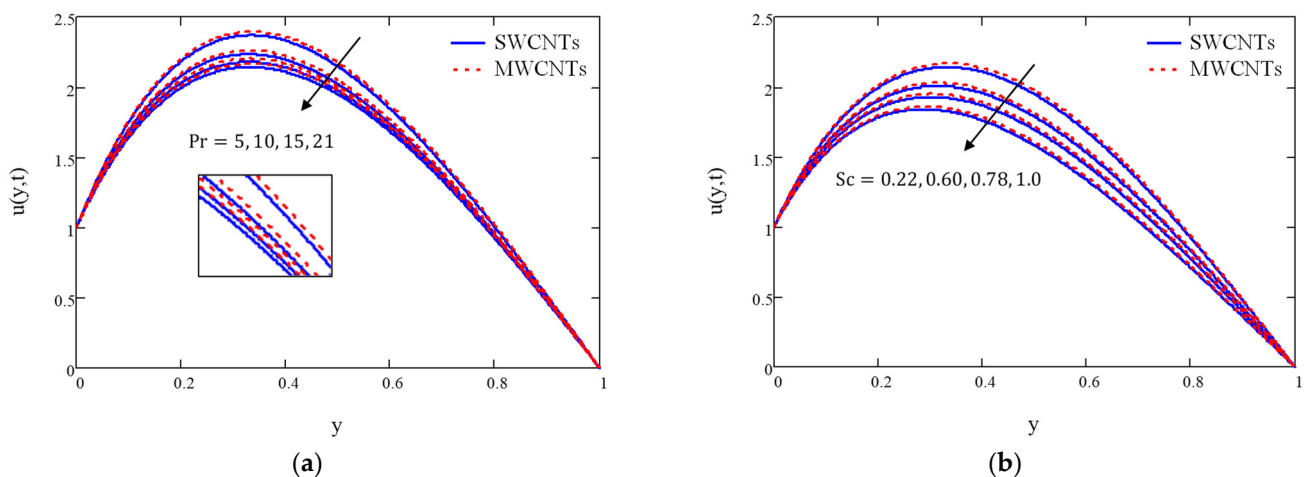 2.5
2
1.5
1
0.5
0
u(y,t)
SWCNTs
MWCNTs
Pr = 5, 10, 15, 21
0 0.2 0.4 0.6 0.8 1
y
(a)
2.5
2
1.5
1
0.5
0
u(y,t)
SWCNTs
MWCNTs
Sc = 0.22, 0.60, 0.78, 1.0
0 0.2 0.4 0.6 0.8 1
y
(b)